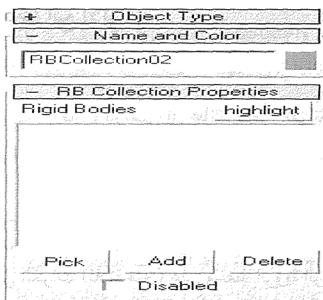 + Object Type
− Name and Color
RBCollection02
− RB Collection Properties
Rigid Bodies highlight
Pick Add Delete
Disabled